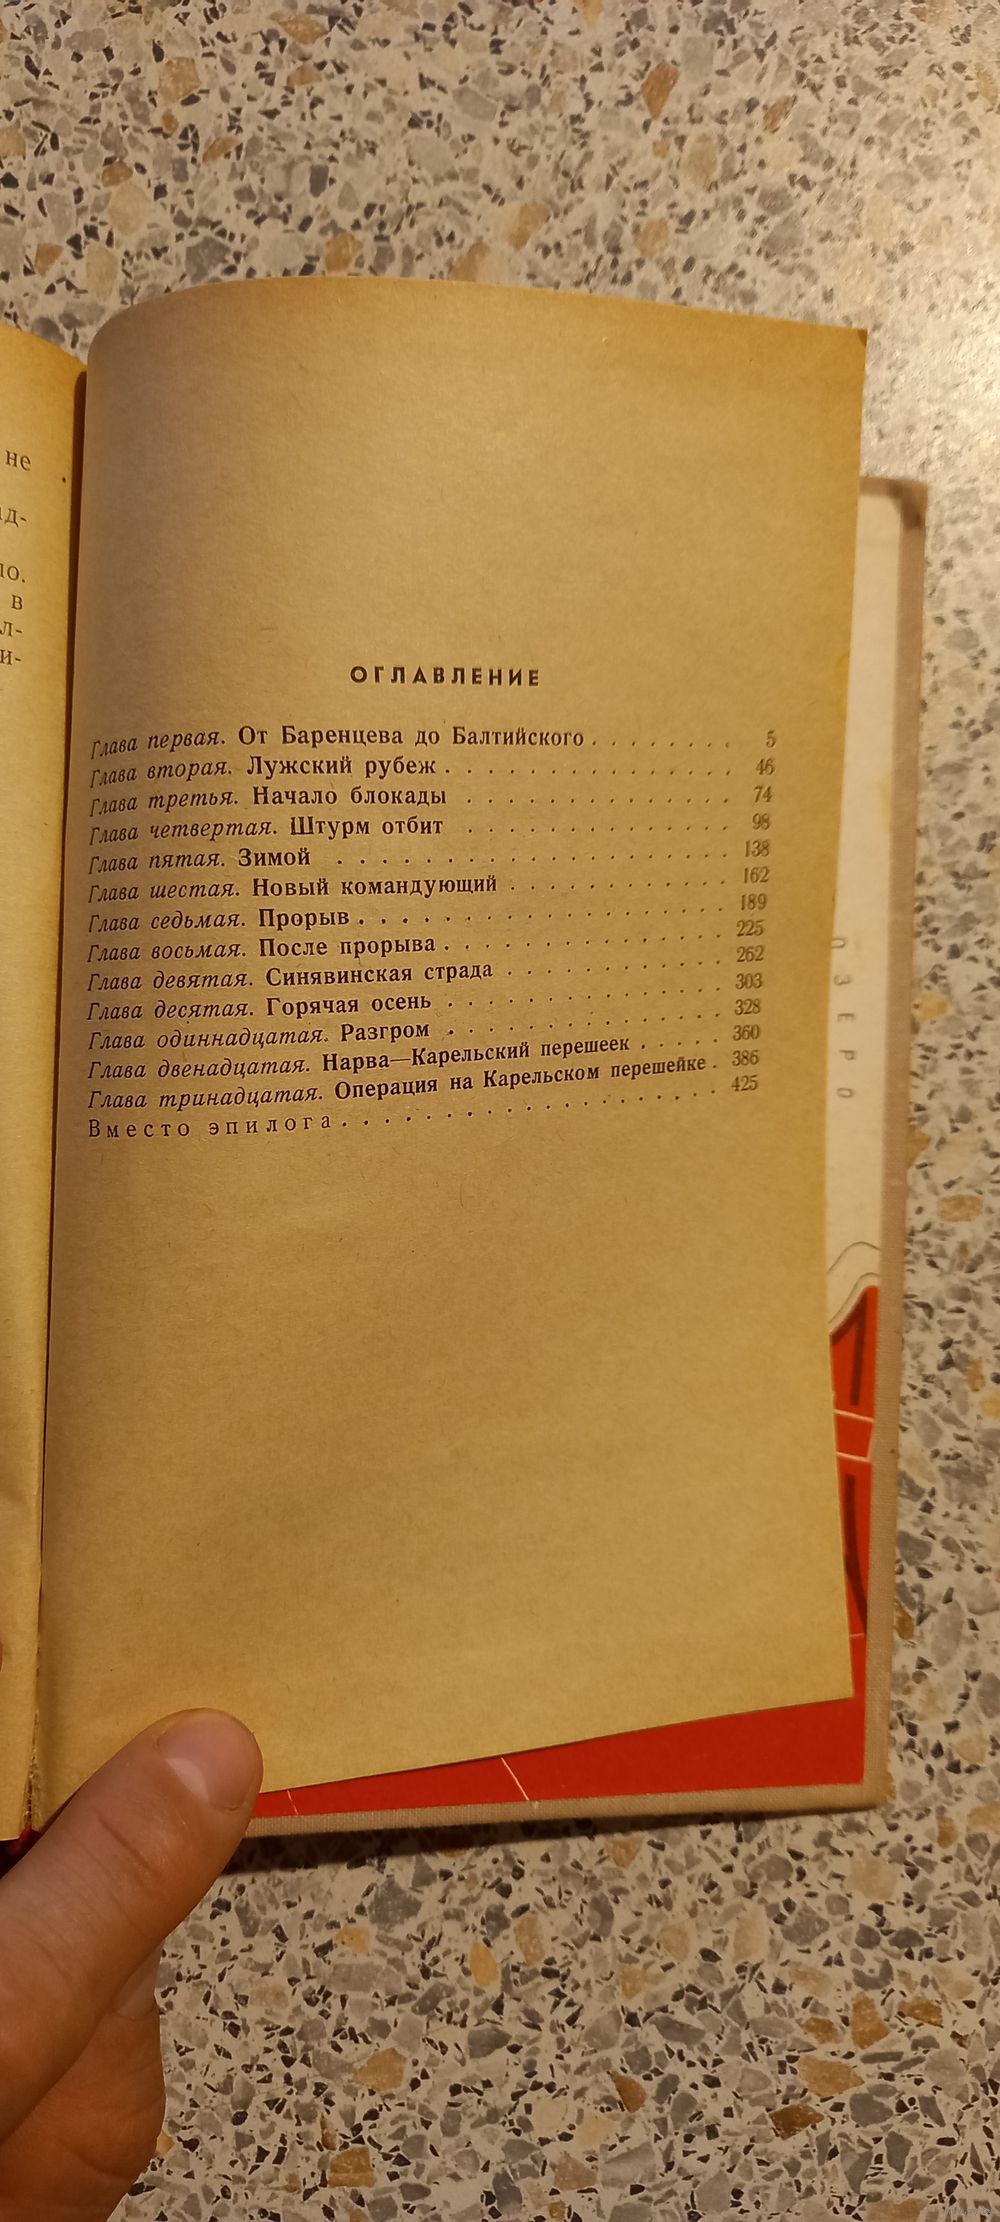 не
ид-
ю.
в
л-
и-
ОГЛАВЛЕНИЕ
Глава первая. От Баренцева до Балтийского . . . . . . . . 5
Глава вторая. Лужский рубеж . . . . . . . . . . . . . 46
Глава третья. Начало блокады . . . . . . . . . . . . 74
Глава четвертая. Штурм отбит . . . . . . . . . . . . 98
Глава пятая. Зимой . . . . . . . . . . . . . . . . 138
Глава шестая. Новый командующий . . . . . . . . . . 162
Глава седьмая. Прорыв . . . . . . . . . . . . . . . 189
Глава восьмая. После прорыва . . . . . . . . . . . . 225
Глава девятая. Синявинская страда . . . . . . . . . . 262
Глава десятая. Горячая осень . . . . . . . . . . . . 303
Глава одиннадцатая. Разгром . . . . . . . . . . . . 328
Глава двенадцатая. Нарва—Карельский перешеек . . . . . 360
Глава тринадцатая. Операция на Карельском перешейке . 386
Вместо эпилога . . . . . . . . . . . . . . . . . . 425
ОЗЕРО